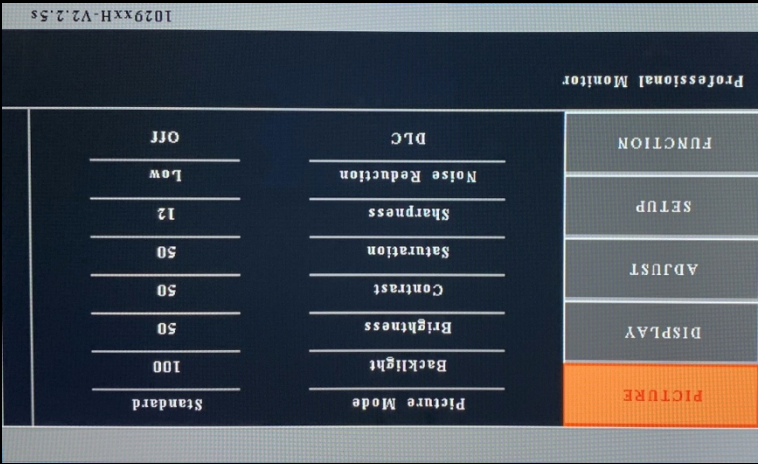 PICTURE
DISPLAY
ADJUST
SETUP
FUNCTION
Picture Mode Standard
Backlight 100
Brightness 50
Contrast 50
Saturation 50
Sharpness 12
Noise Reduction Low
DLC Off
Professional Monitor
1029xxH-V2.2.5s